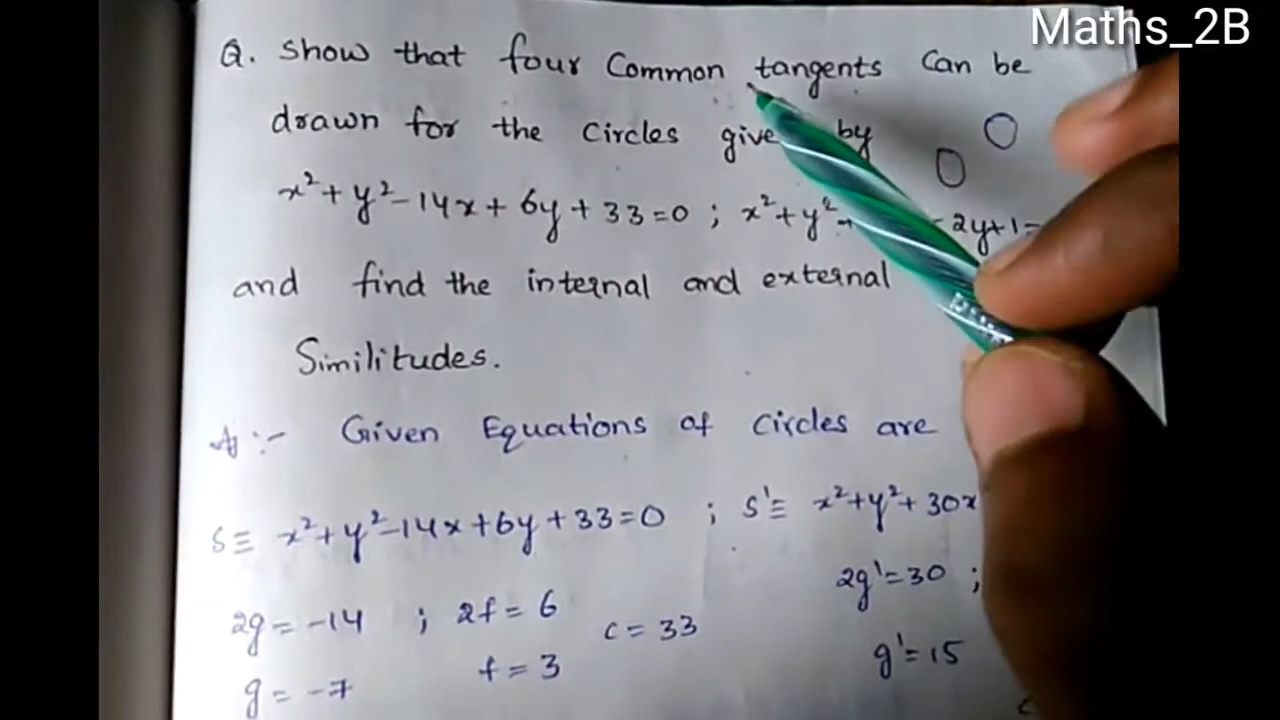 Maths_2B
Q. Show that four Common tangents Can be
drawn for the Circles give by
x²+y²-14x+6y+33=0 ; x²+y² -2y+1=
and find the internal and external
Similitudes.
A :- Given Equations of circles are
S≡ x²+y²-14x+6y+33=0 ; S'≡ x²+y²+30x
2g'=30 ;
2g=-14 ; 2f=6
c=33
g=-7 f=3 g'=15